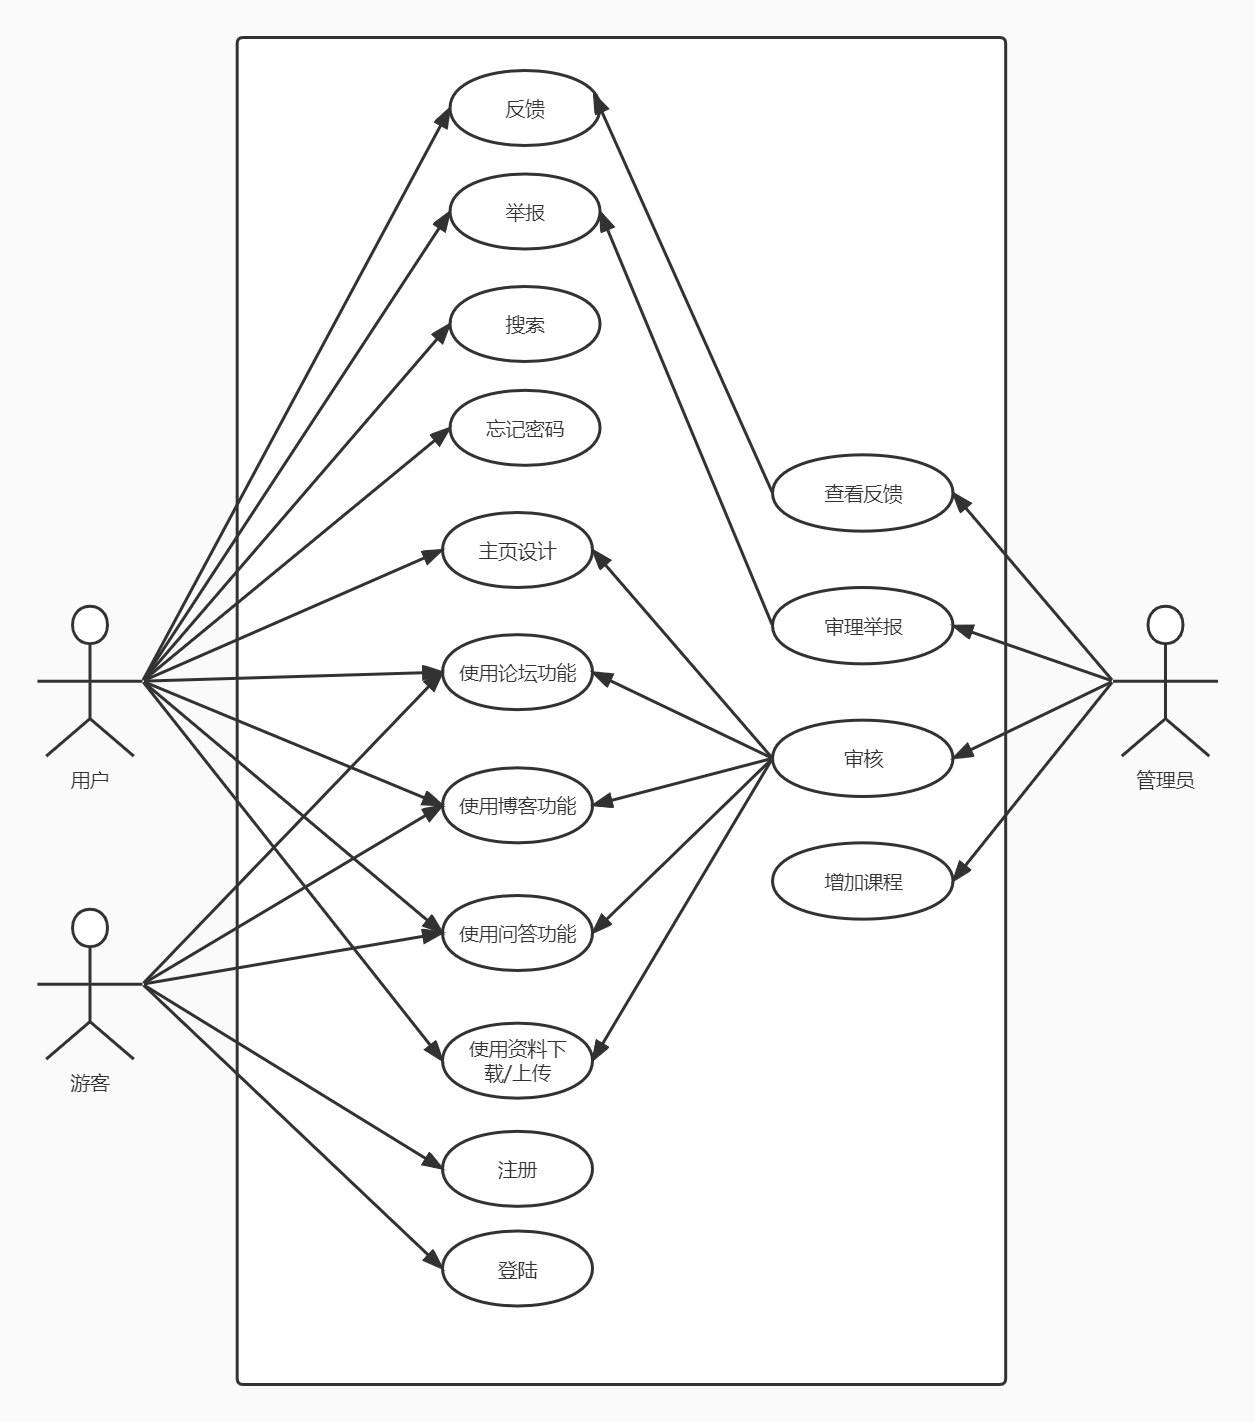 反馈
举报
搜索
忘记密码
查看反馈
主页设计
审理举报
使用论坛功能
审核
用户
管理员
使用博客功能
增加课程
使用问答功能
使用资料下
载/上传
游客
注册
登陆